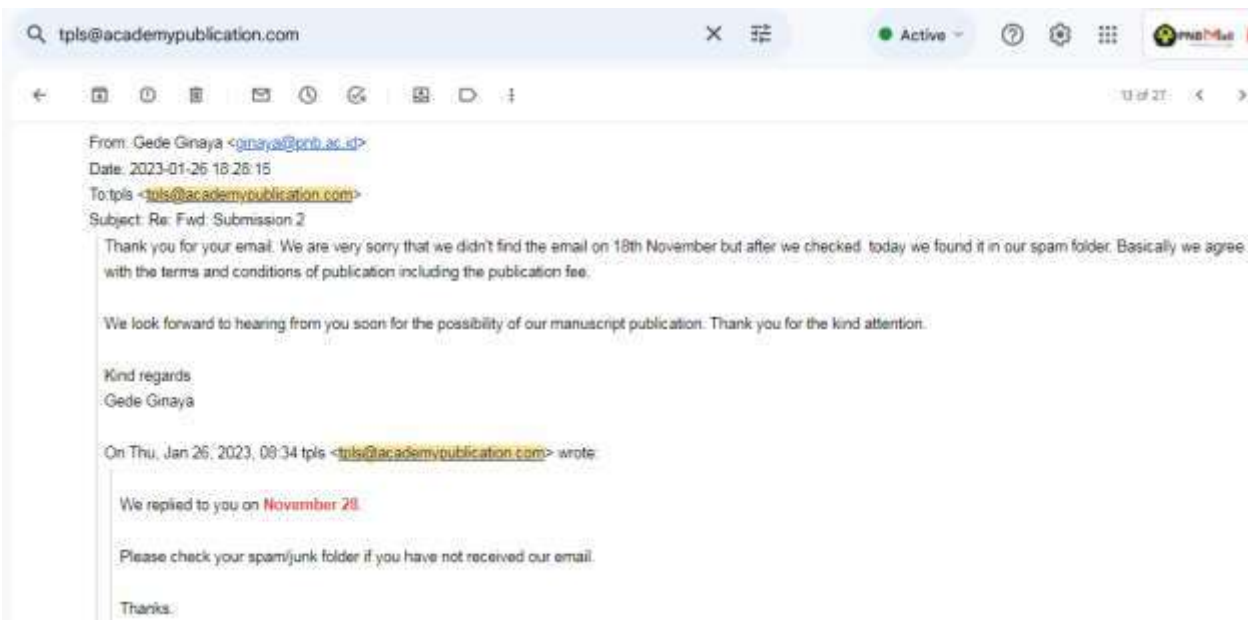 tpls@academypublication.com
Active
PNB Mail
13 of 27
From: Gede Ginaya <ginaya@pnb.ac.id>
Date: 2023-01-26 18:28:15
To:tpls <tpls@academypublication.com>
Subject: Re: Fwd: Submission 2
Thank you for your email. We are very sorry that we didn't find the email on 18th November but after we checked today we found it in our spam folder. Basically we agree
with the terms and conditions of publication including the publication fee.
We look forward to hearing from you soon for the possibility of our manuscript publication. Thank you for the kind attention.
Kind regards
Gede Ginaya
On Thu, Jan 26, 2023, 08:34 tpls <tpls@academypublication.com> wrote:
We replied to you on November 28.
Please check your spam/junk folder if you have not received our email.
Thanks.